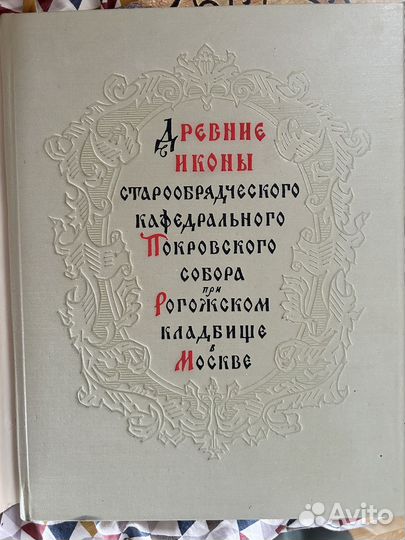 Древние
иконы
старообрядческого
кафедрального
Покровского
собора
при
Рогожском
кладбище
в
Москве
Avito